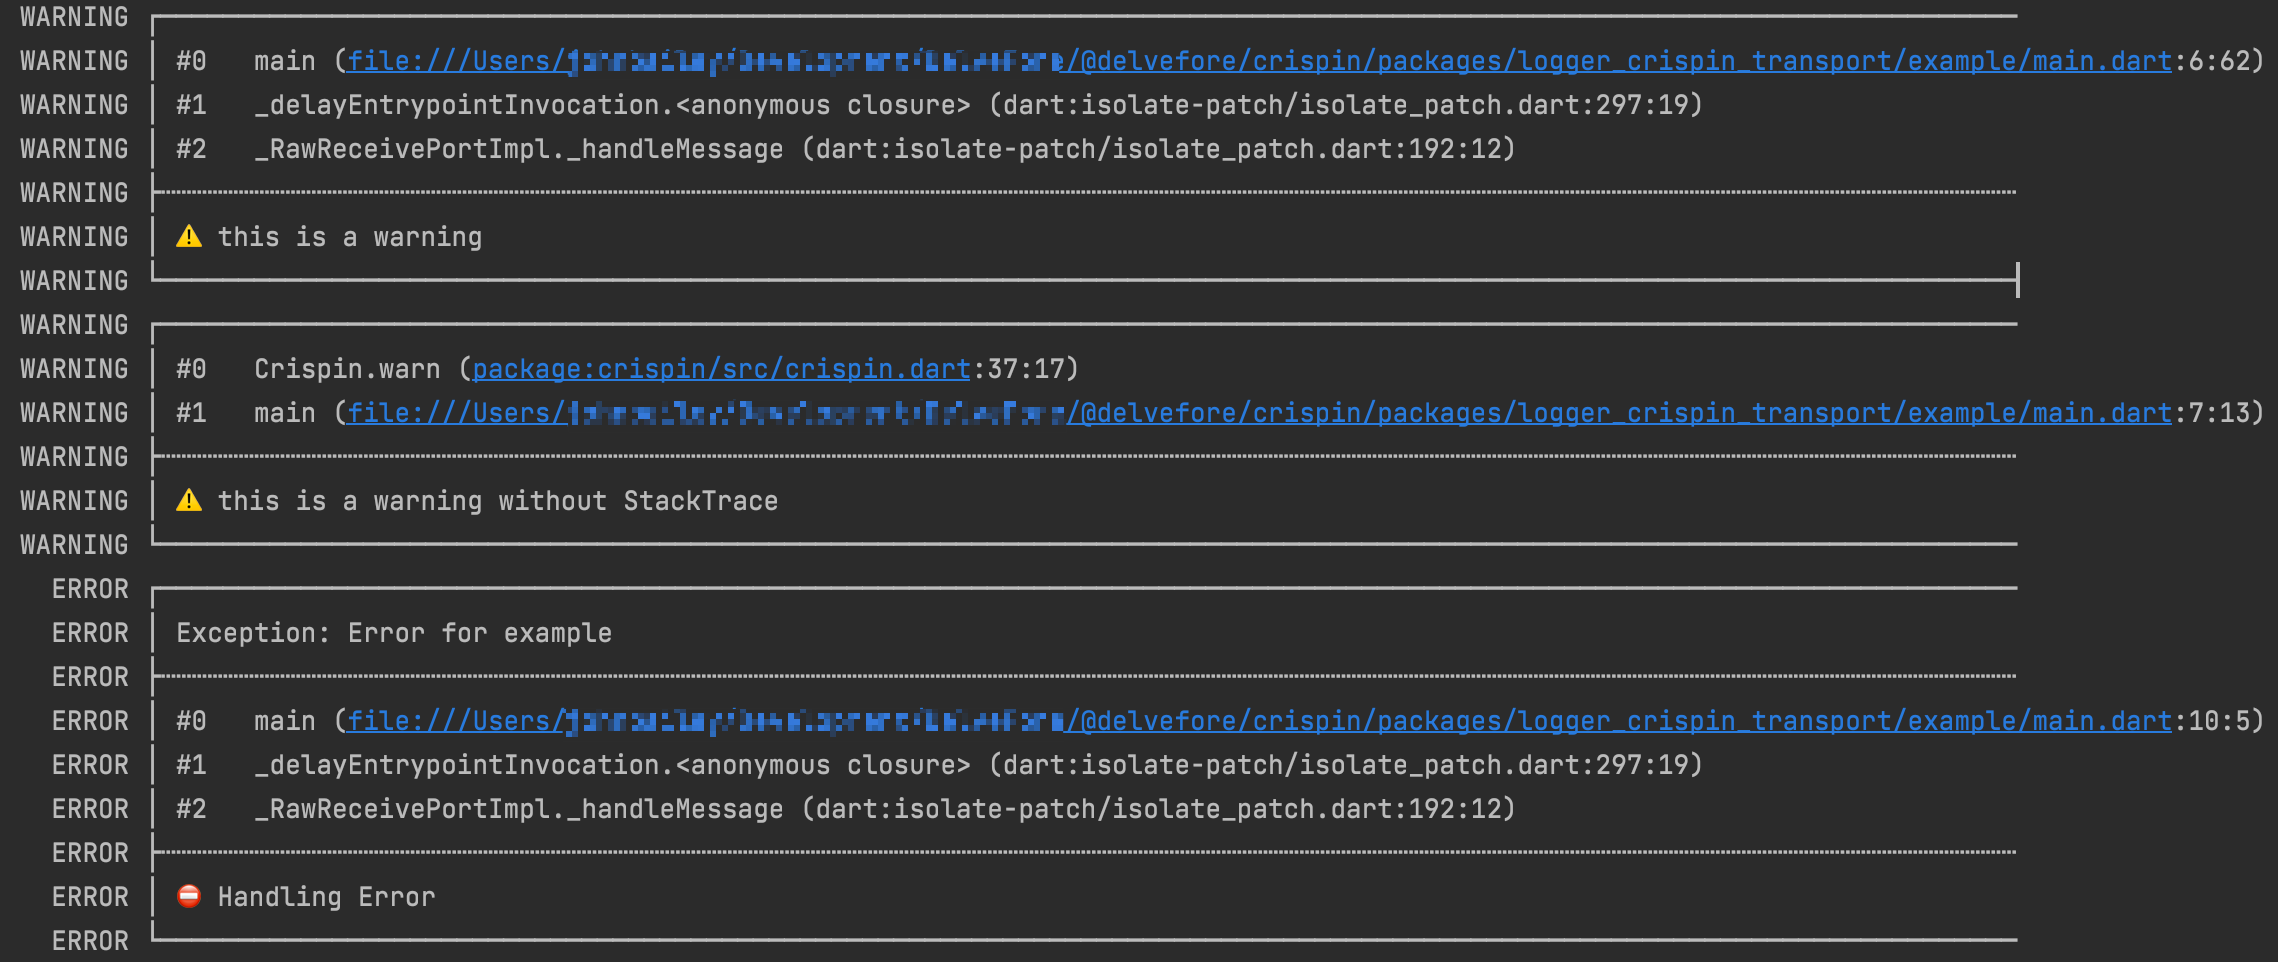 WARNING
WARNING #0 main (file:///Users/ /@delvefore/crispin/packages/logger_crispin_transport/example/main.dart:6:62)
WARNING #1 _delayEntrypointInvocation.<anonymous closure> (dart:isolate-patch/isolate_patch.dart:297:19)
WARNING #2 _RawReceivePortImpl._handleMessage (dart:isolate-patch/isolate_patch.dart:192:12)
WARNING
WARNING ⚠️ this is a warning
WARNING
WARNING
WARNING #0 Crispin.warn (package:crispin/src/crispin.dart:37:17)
WARNING #1 main (file:///Users/ /@delvefore/crispin/packages/logger_crispin_transport/example/main.dart:7:13)
WARNING
WARNING ⚠️ this is a warning without StackTrace
WARNING
ERROR
ERROR Exception: Error for example
ERROR
ERROR #0 main (file:///Users/ /@delvefore/crispin/packages/logger_crispin_transport/example/main.dart:10:5)
ERROR #1 _delayEntrypointInvocation.<anonymous closure> (dart:isolate-patch/isolate_patch.dart:297:19)
ERROR #2 _RawReceivePortImpl._handleMessage (dart:isolate-patch/isolate_patch.dart:192:12)
ERROR
ERROR ⛔ Handling Error
ERROR